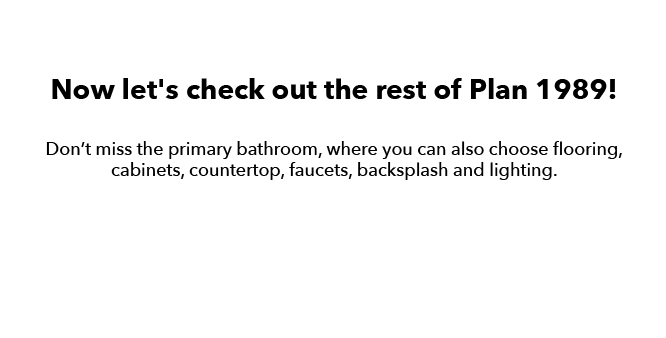 Now let's check out the rest of Plan 1989!
Don’t miss the primary bathroom, where you can also choose flooring,
cabinets, countertop, faucets, backsplash and lighting.